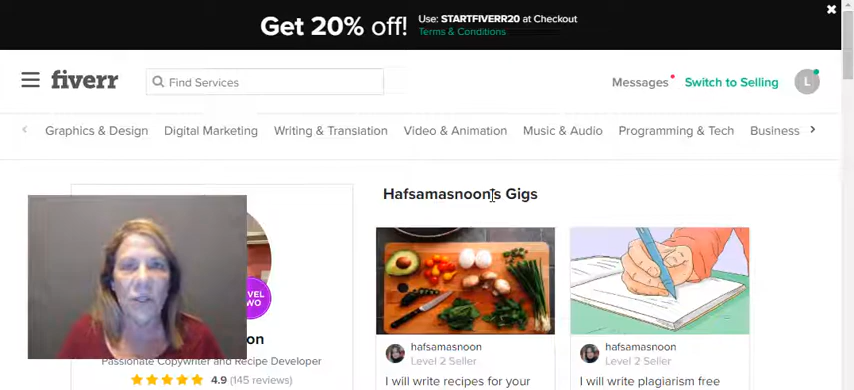 Get 20% off! Use: STARTFIVERR20 at Checkout
Terms & Conditions
fiverr
Find Services
Messages
Switch to Selling
L
Graphics & Design
Digital Marketing
Writing & Translation
Video & Animation
Music & Audio
Programming & Tech
Business
Hafsamasnoon's Gigs
TWO
Passionate Copywriter and Recipe Developer
4.9 (145 reviews)
hafsamasnoon
Level 2 Seller
I will write recipes for your
hafsamasnoon
Level 2 Seller
I will write plagiarism free